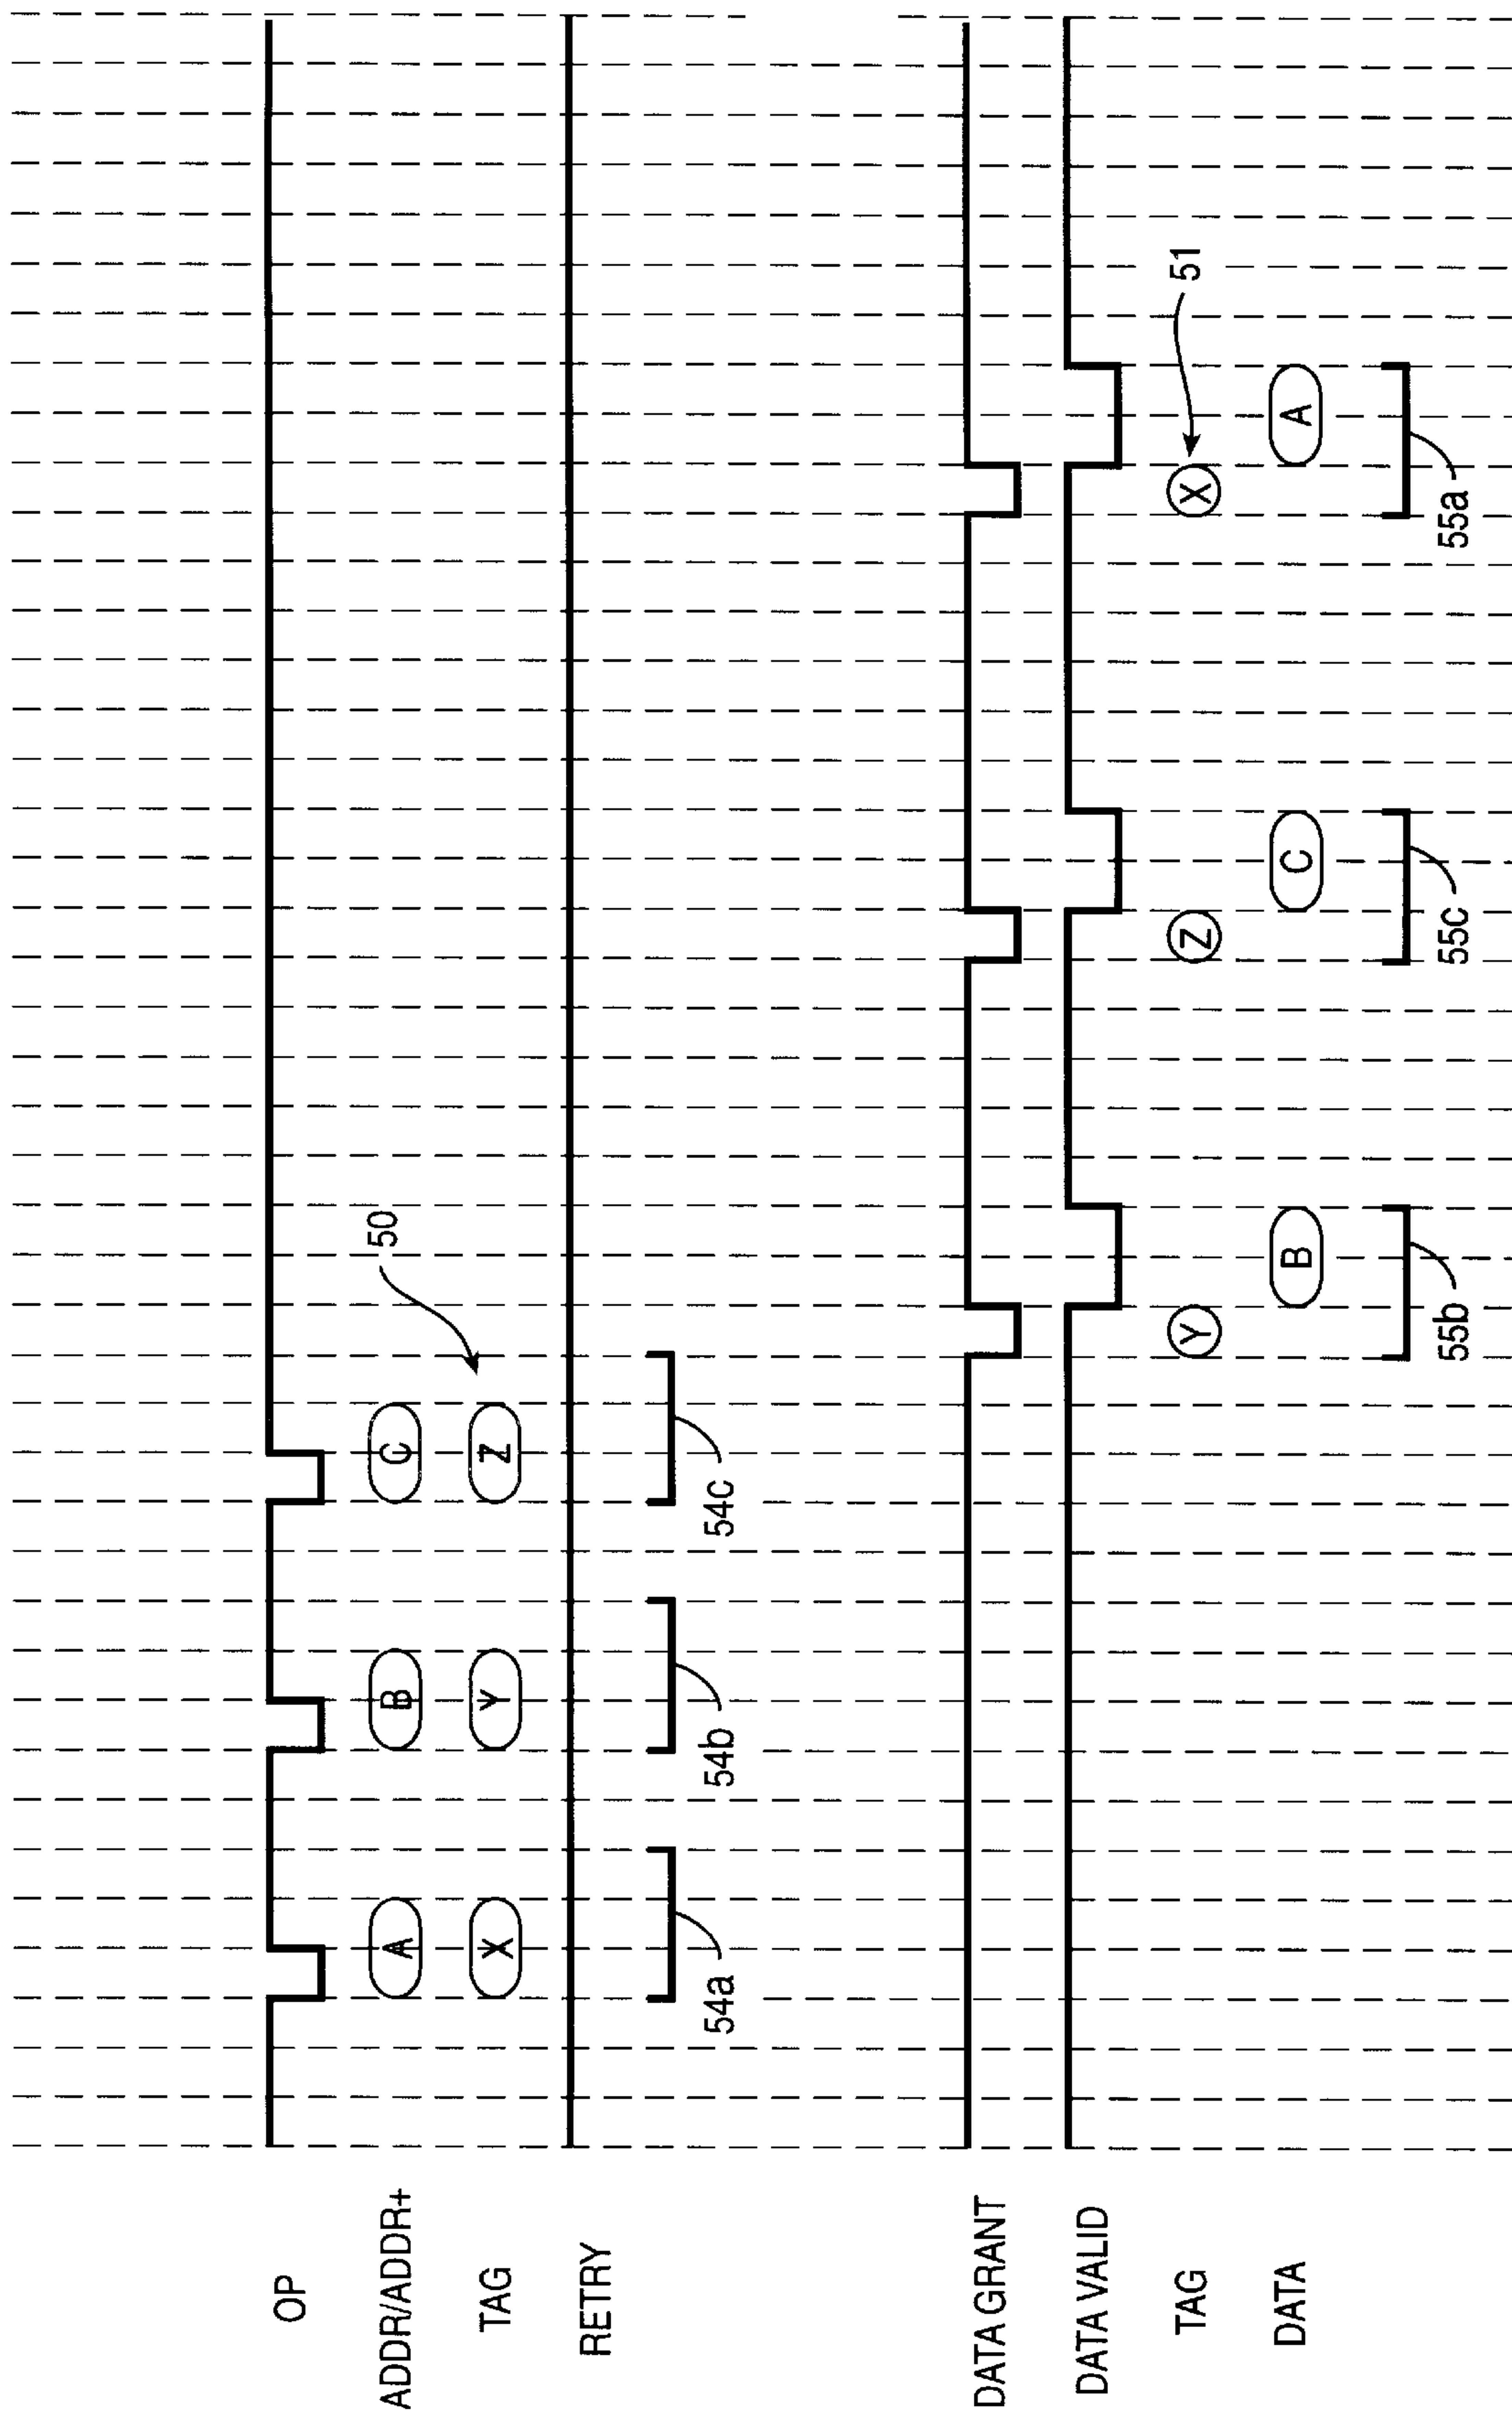 OP
ADDR/ADDR+
A
B
C
50
TAG
X
Y
Z
RETRY
54a
54b
54c
DATA GRANT
DATA VALID
TAG
Y
Z
X
51
DATA
B
C
A
55b
55c
55a